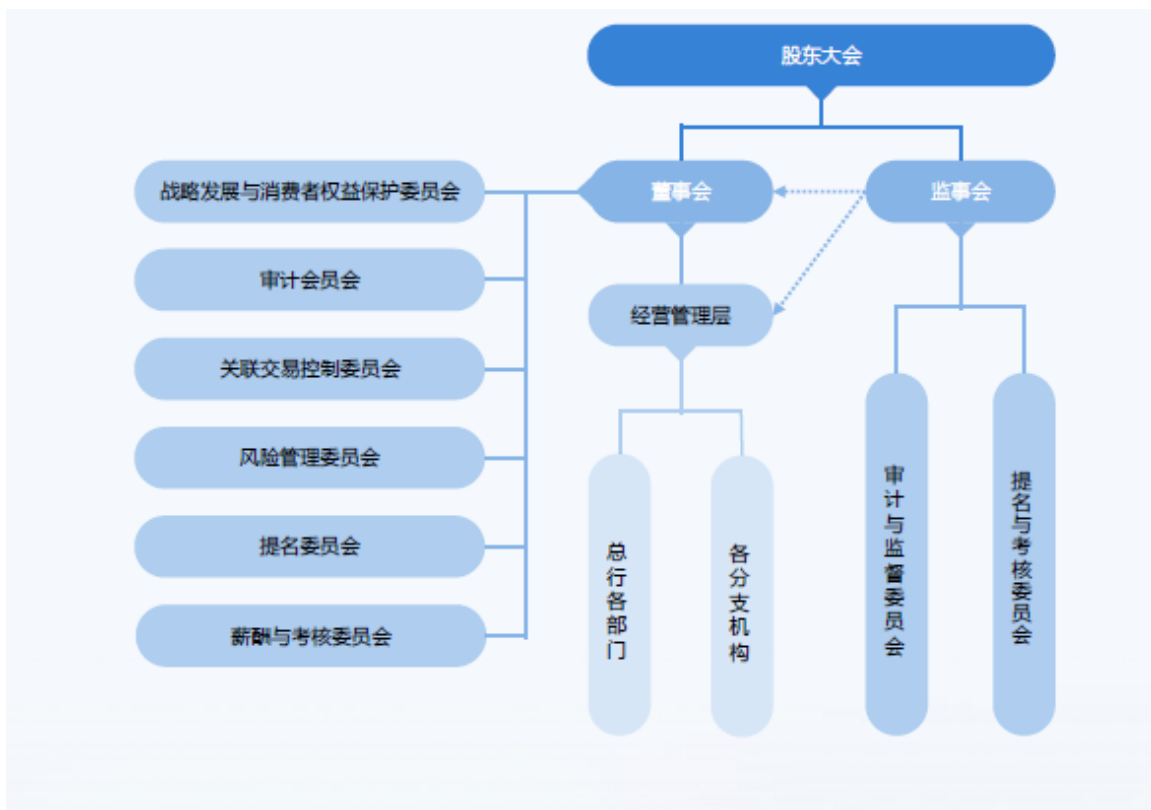 股东大会
战略发展与消费者权益保护委员会
董事会
监事会
审计会员会
经营管理层
关联交易控制委员会
风险管理委员会
提名委员会
薪酬与考核委员会
总行各部门
各分支机构
审计与监督委员会
提名与考核委员会